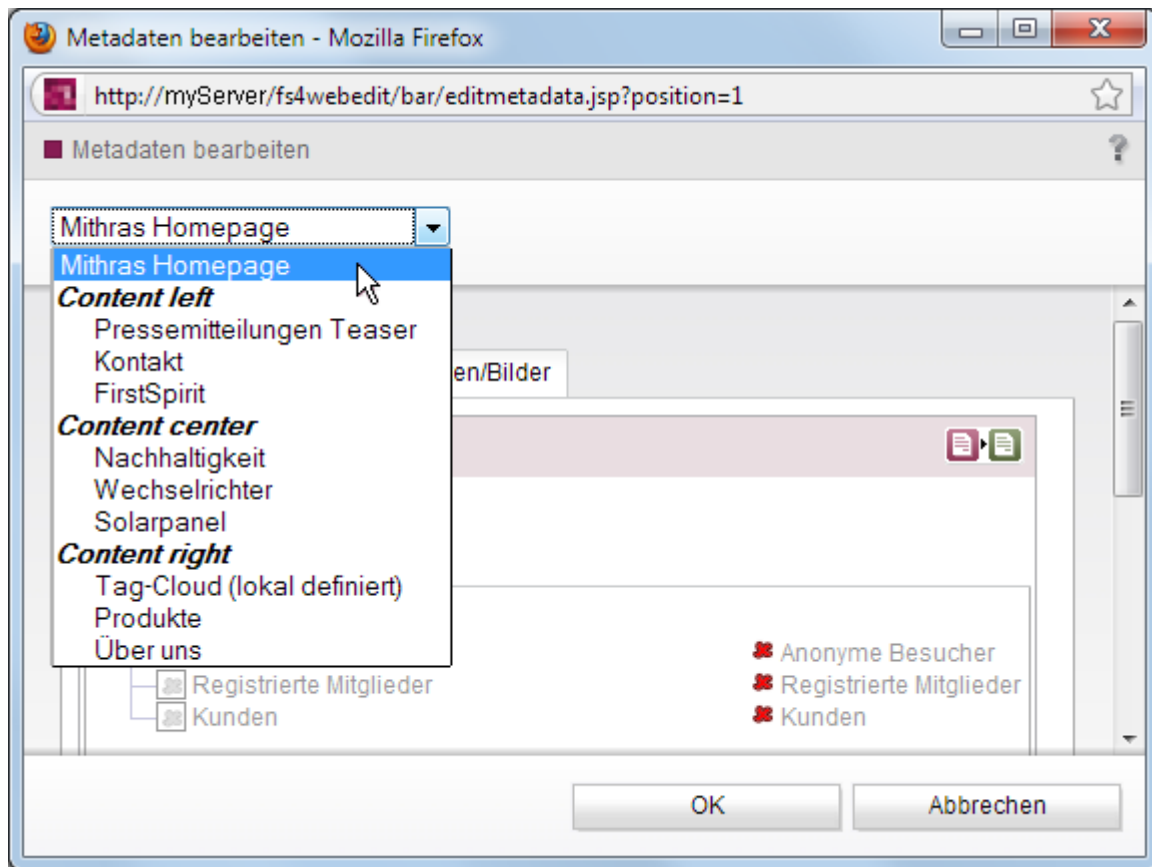 Metadaten bearbeiten - Mozilla Firefox
http://myServer/fs4webedit/bar/editmetadata.jsp?position=1
Metadaten bearbeiten
?
Mithras Homepage
Mithras Homepage
Content left
Pressemitteilungen Teaser
Kontakt
en/Bilder
FirstSpirit
Content center
Nachhaltigkeit
Wechselrichter
Solarpanel
Content right
Tag-Cloud (lokal definiert)
Produkte
Über uns
Anonyme Besucher
Registrierte Mitglieder
Registrierte Mitglieder
Kunden
Kunden
OK
Abbrechen